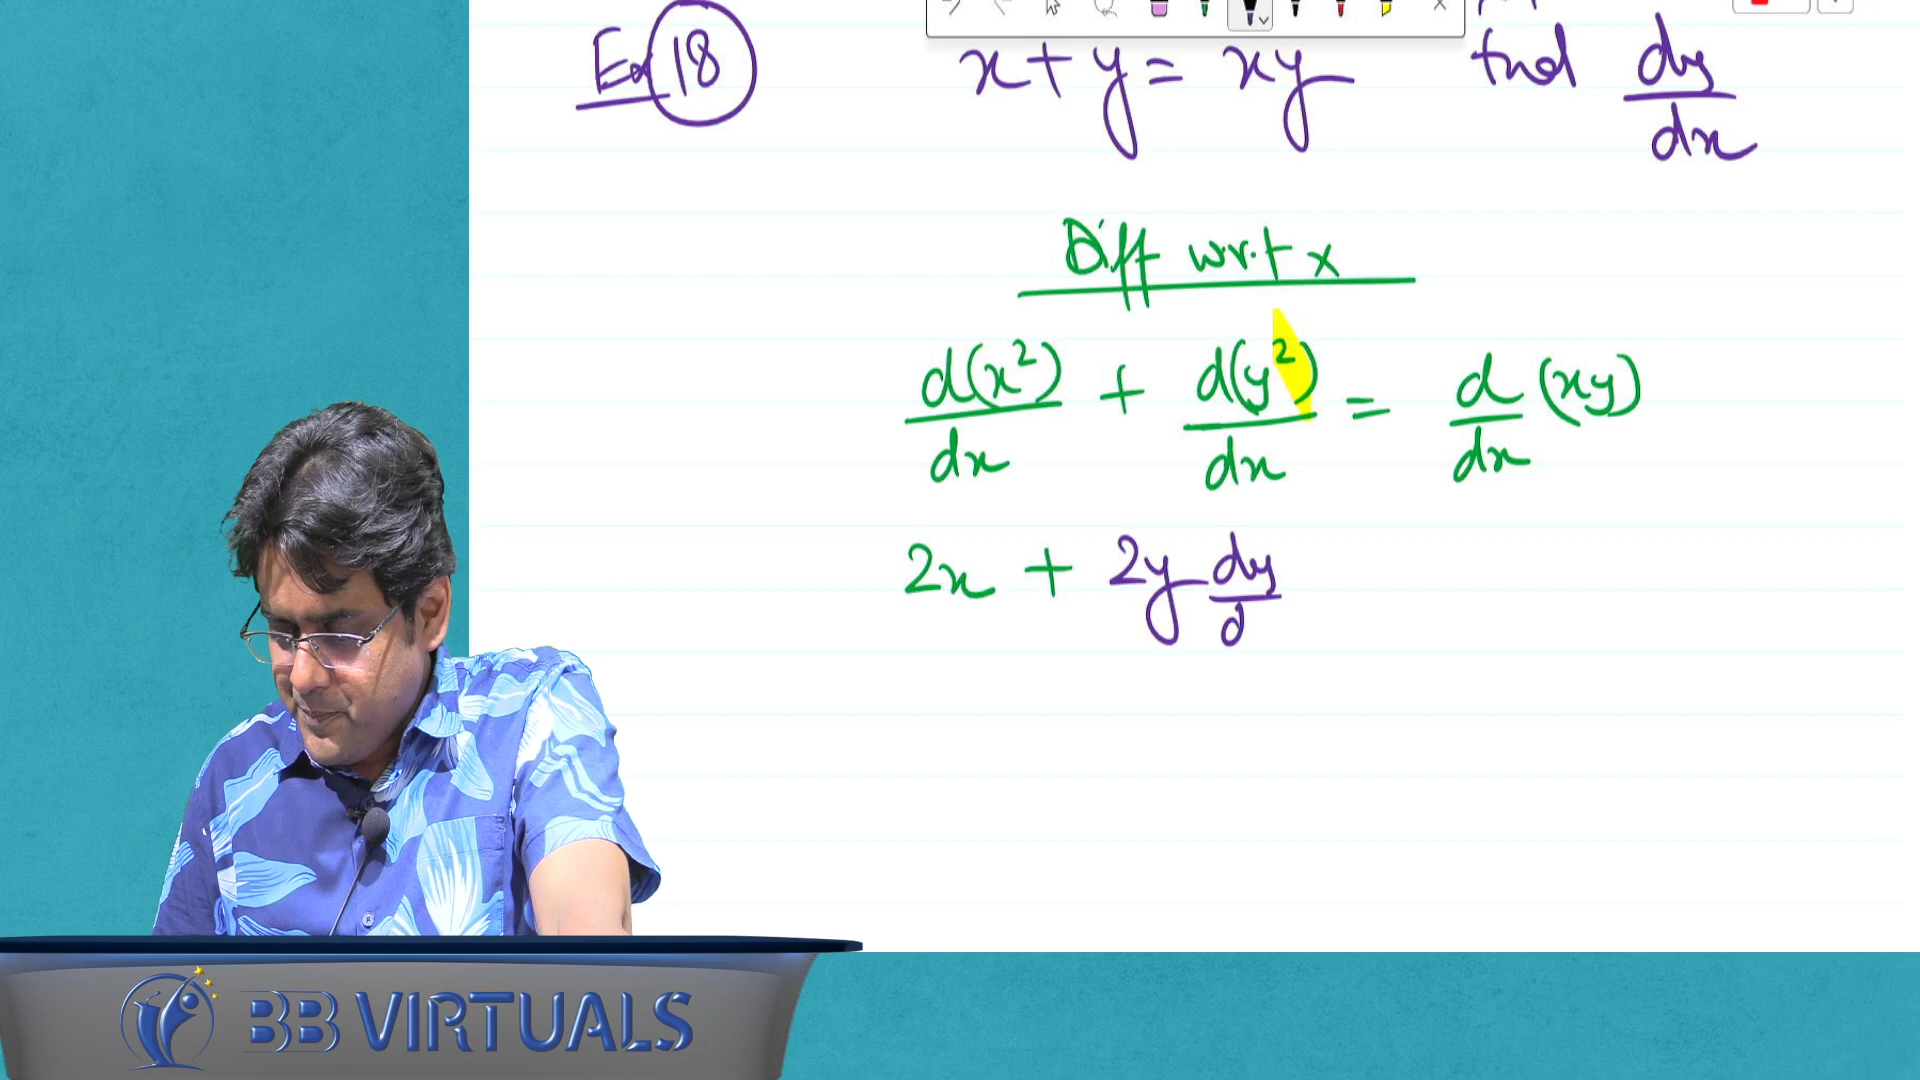 Ex 18 x + y = xy find dy/dx
Diff w.r.t x
d(x²)/dx + d(y²)/dx = d/dx (xy)
2x + 2y dy/d
BB VIRTUALS